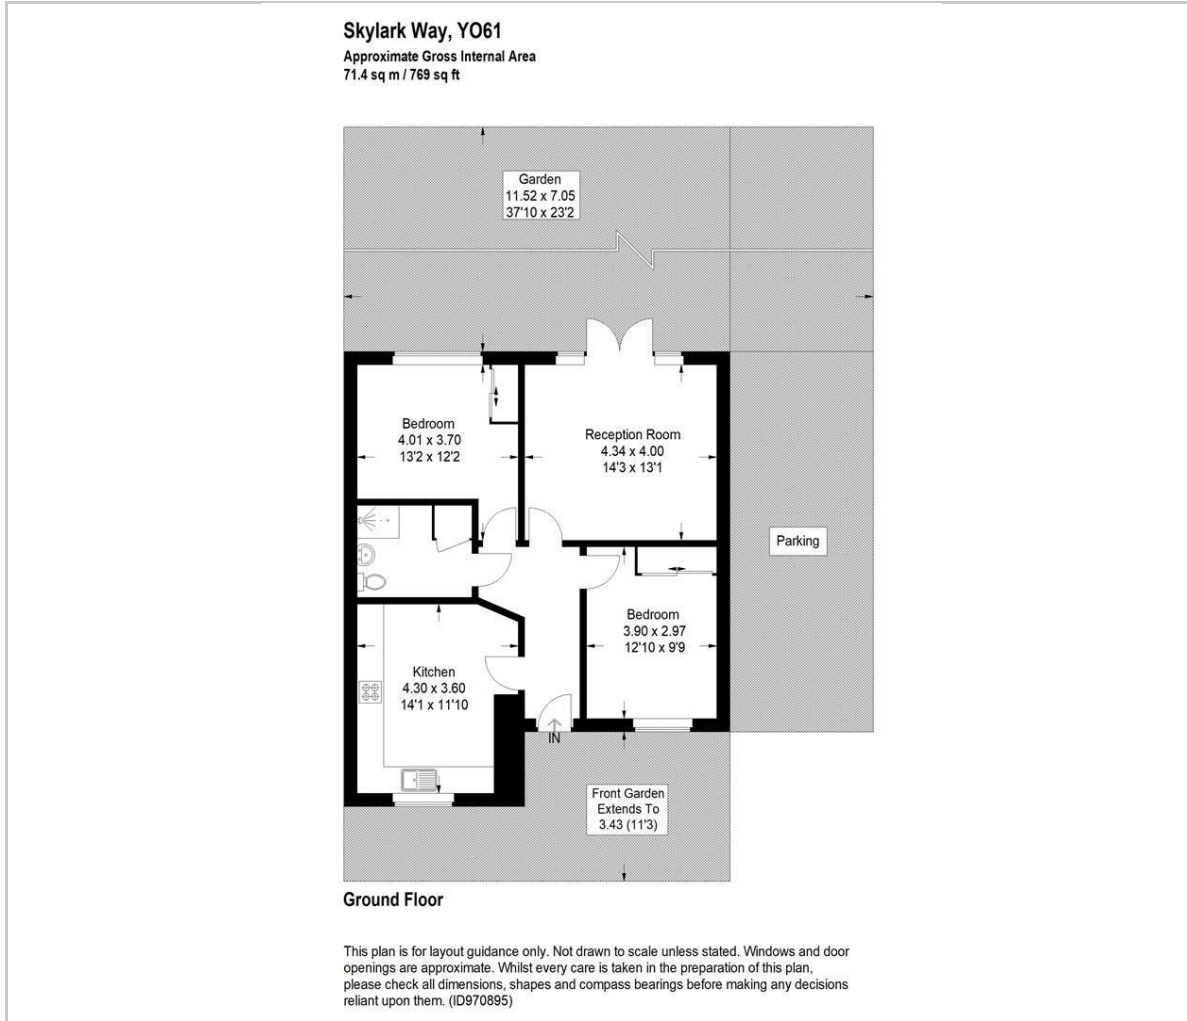 Skylark Way, YO61
Approximate Gross Internal Area
71.4 sq m / 769 sq ft
Garden
11.52 x 7.05
37'10 x 23'2
Bedroom
4.01 x 3.70
13'2 x 12'2
Reception Room
4.34 x 4.00
14'3 x 13'1
Parking
Bedroom
3.90 x 2.97
12'10 x 9'9
Kitchen
4.30 x 3.60
14'1 x 11'10
IN
Front Garden
Extends To
3.43 (11'3)
Ground Floor
This plan is for layout guidance only. Not drawn to scale unless stated. Windows and door
openings are approximate. Whilst every care is taken in the preparation of this plan,
please check all dimensions, shapes and compass bearings before making any decisions
reliant upon them. (ID970895)